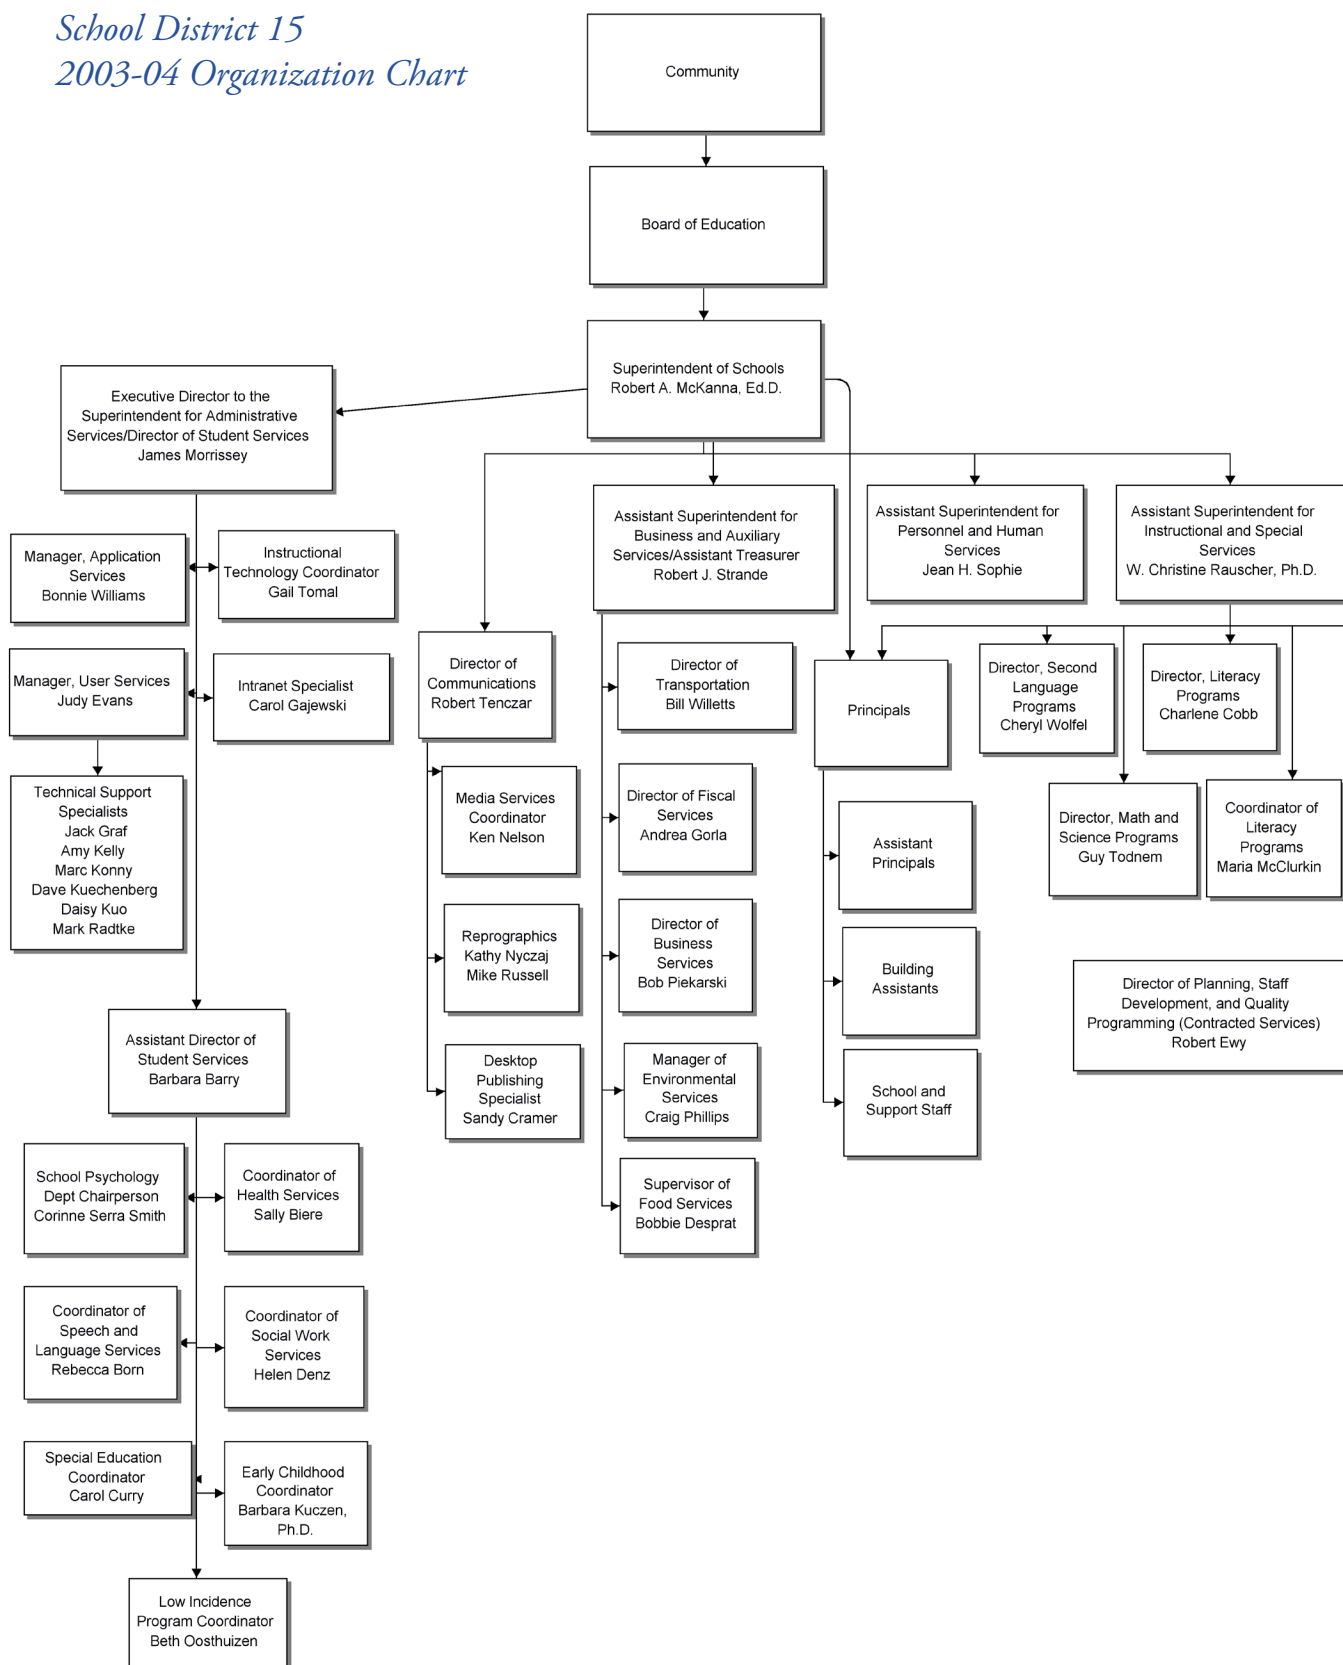 School District 15
2003-04 Organization Chart
Community
Board of Education
Superintendent of Schools
Robert A. McKanna, Ed.D.
Executive Director to the
Superintendent for Administrative
Services/Director of Student Services
James Morrissey
Manager, Application
Services
Bonnie Williams
Instructional
Technology Coordinator
Gail Tomal
Manager, User Services
Judy Evans
Intranet Specialist
Carol Gajewski
Technical Support
Specialists
Jack Graf
Amy Kelly
Marc Konny
Dave Kuechenberg
Daisy Kuo
Mark Radtke
Assistant Director of
Student Services
Barbara Barry
School Psychology
Dept Chairperson
Corinne Serra Smith
Coordinator of
Health Services
Sally Biere
Coordinator of
Speech and
Language Services
Rebecca Born
Coordinator of
Social Work
Services
Helen Denz
Special Education
Coordinator
Carol Curry
Early Childhood
Coordinator
Barbara Kuczen,
Ph.D.
Low Incidence
Program Coordinator
Beth Oosthuizen
Director of
Communications
Robert Tenczar
Media Services
Coordinator
Ken Nelson
Reprographics
Kathy Nyczaj
Mike Russell
Desktop
Publishing
Specialist
Sandy Cramer
Assistant Superintendent for
Business and Auxiliary
Services/Assistant Treasurer
Robert J. Strande
Director of
Transportation
Bill Willetts
Director of Fiscal
Services
Andrea Gorla
Director of
Business
Services
Bob Piekarski
Manager of
Environmental
Services
Craig Phillips
Supervisor of
Food Services
Bobbie Desprat
Assistant Superintendent for
Personnel and Human
Services
Jean H. Sophie
Principals
Assistant
Principals
Building
Assistants
School and
Support Staff
Assistant Superintendent for
Instructional and Special
Services
W. Christine Rauscher, Ph.D.
Director, Second
Language
Programs
Cheryl Wolfel
Director, Literacy
Programs
Charlene Cobb
Director, Math and
Science Programs
Guy Todnem
Coordinator of
Literacy
Programs
Maria McClurkin
Director of Planning, Staff
Development, and Quality
Programming (Contracted Services)
Robert Ewy